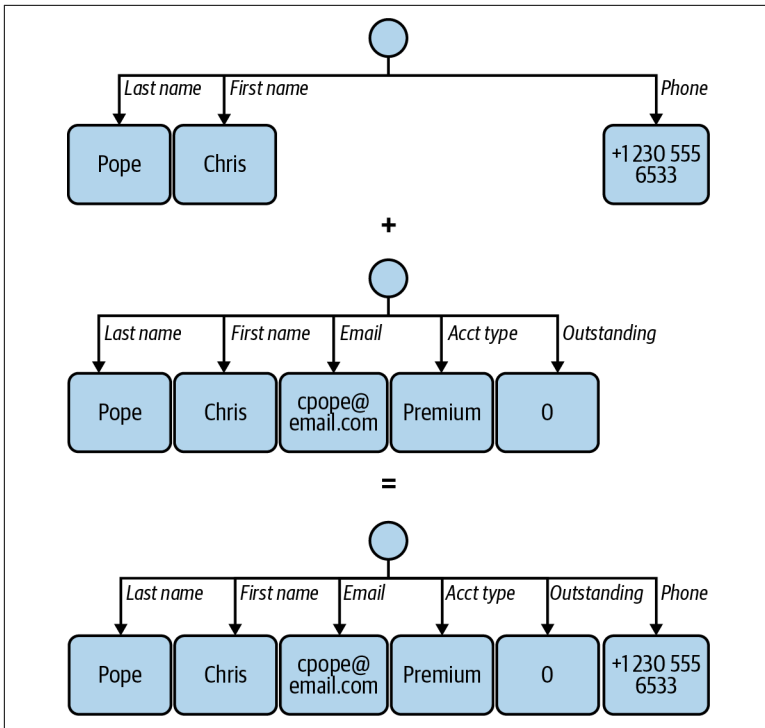 Last name First name Phone
Pope Chris +1 230 555
6533
+
Last name First name Email Acct type Outstanding
Pope Chris cpope@
email.com Premium 0
=
Last name First name Email Acct type Outstanding Phone
Pope Chris cpope@
email.com Premium 0 +1 230 555
6533